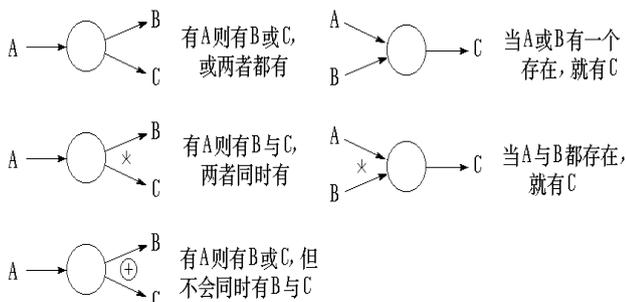 A
B
C
有A则有B或C,
或两者都有
A
B
C
当A或B有一个
存在,就有C
A
B
*
C
有A则有B与C,
两者同时有
A
*
B
C
当A与B都存在,
就有C
A
B
+
C
有A则有B或C,但
不会同时有B与C